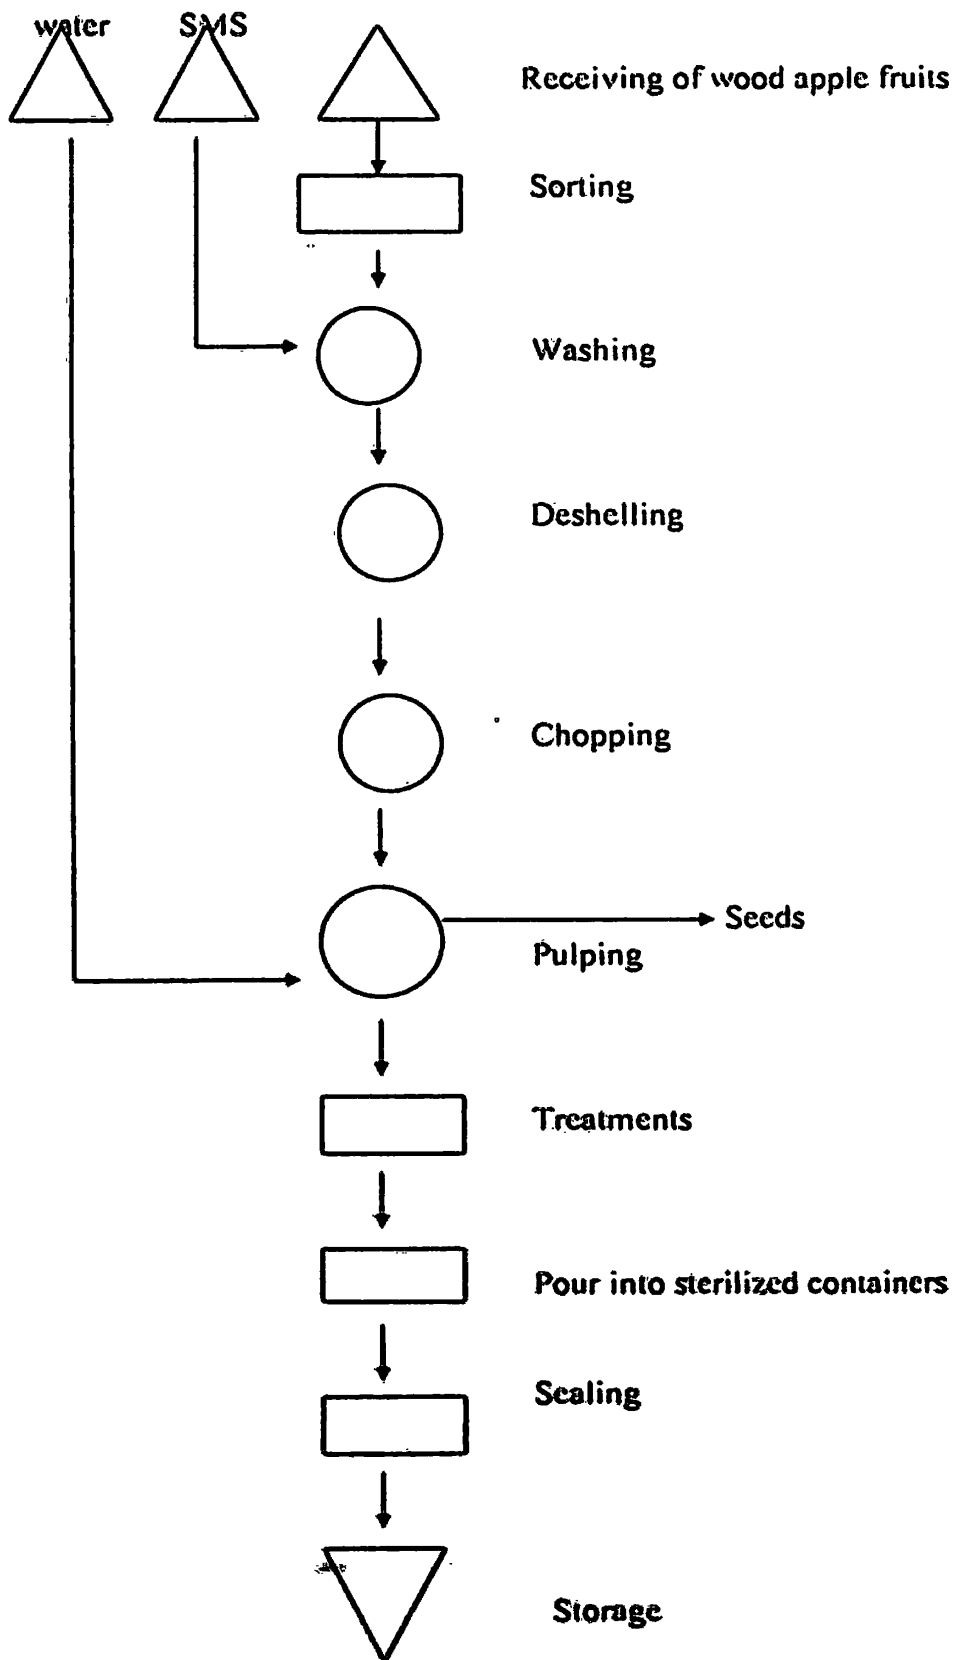 water SMS
Receiving of wood apple fruits
Sorting
Washing
Deshelling
Chopping
Seeds
Pulping
Treatments
Pour into sterilized containers
Sealing
Storage